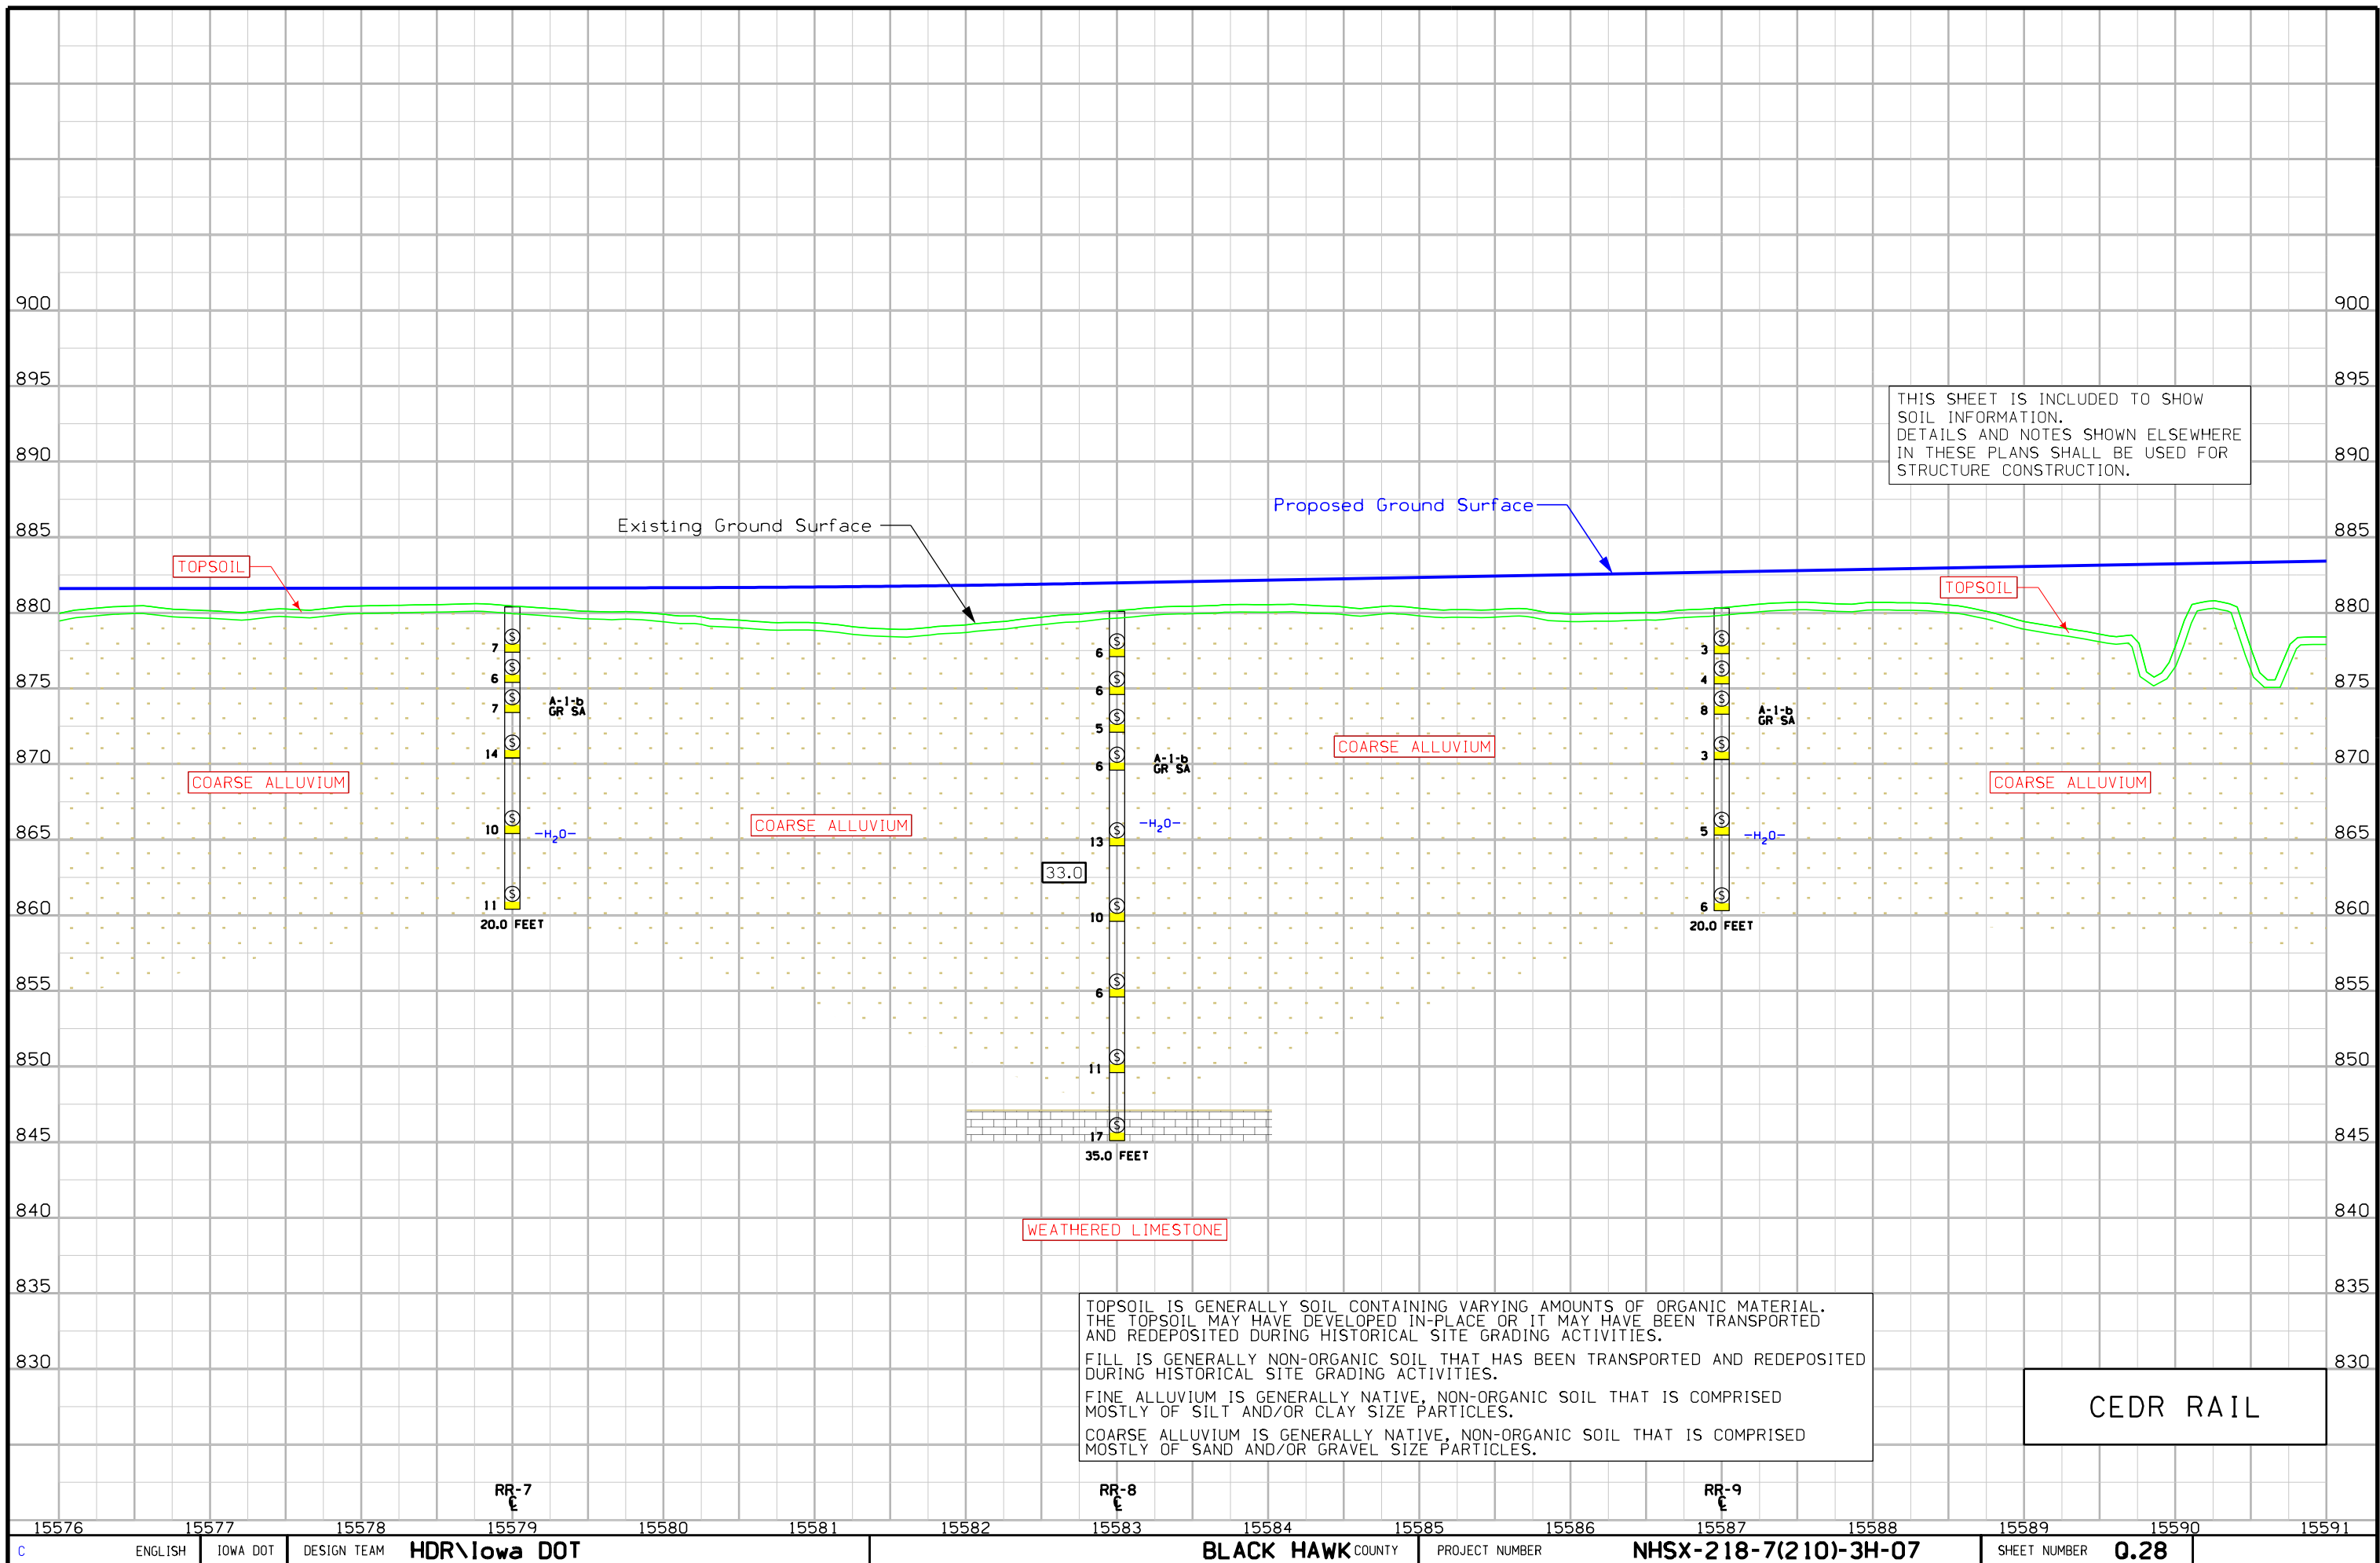 900 900
895 895
THIS SHEET IS INCLUDED TO SHOW
SOIL INFORMATION.
DETAILS AND NOTES SHOWN ELSEWHERE
IN THESE PLANS SHALL BE USED FOR
STRUCTURE CONSTRUCTION.
890 890
Proposed Ground Surface
Existing Ground Surface
885 885
TOPSOIL
TOPSOIL
880 880
S S S
7 6 3
S S S
6 6 4
875 875
S S S
7 5 8
A-1-b
GR SA
A-1-b
GR SA
S S S
14 6 3
A-1-b
GR SA
COARSE ALLUVIUM
870 870
COARSE ALLUVIUM
COARSE ALLUVIUM
COARSE ALLUVIUM
S S S
10 13 5
-H2O- -H2O- -H2O-
865 865
33.0
S S S
11 10 6
860 860
20.0 FEET 20.0 FEET
S
6
855 855
S
11
850 850
S
17
845 845
35.0 FEET
840 840
WEATHERED LIMESTONE
835 835
TOPSOIL IS GENERALLY SOIL CONTAINING VARYING AMOUNTS OF ORGANIC MATERIAL.
THE TOPSOIL MAY HAVE DEVELOPED IN-PLACE OR IT MAY HAVE BEEN TRANSPORTED
AND REDEPOSITED DURING HISTORICAL SITE GRADING ACTIVITIES.
830 830
FILL IS GENERALLY NON-ORGANIC SOIL THAT HAS BEEN TRANSPORTED AND REDEPOSITED
DURING HISTORICAL SITE GRADING ACTIVITIES.
FINE ALLUVIUM IS GENERALLY NATIVE, NON-ORGANIC SOIL THAT IS COMPRISED
MOSTLY OF SILT AND/OR CLAY SIZE PARTICLES.
COARSE ALLUVIUM IS GENERALLY NATIVE, NON-ORGANIC SOIL THAT IS COMPRISED
MOSTLY OF SAND AND/OR GRAVEL SIZE PARTICLES.
CEDR RAIL
RR-7 RR-8 RR-9
℄ ℄ ℄
15576 15577 15578 15579 15580 15581 15582 15583 15584 15585 15586 15587 15588 15589 15590 15591
C ENGLISH IOWA DOT DESIGN TEAM HDR\Iowa DOT BLACK HAWK COUNTY PROJECT NUMBER NHSX-218-7(210)-3H-07 SHEET NUMBER Q.28